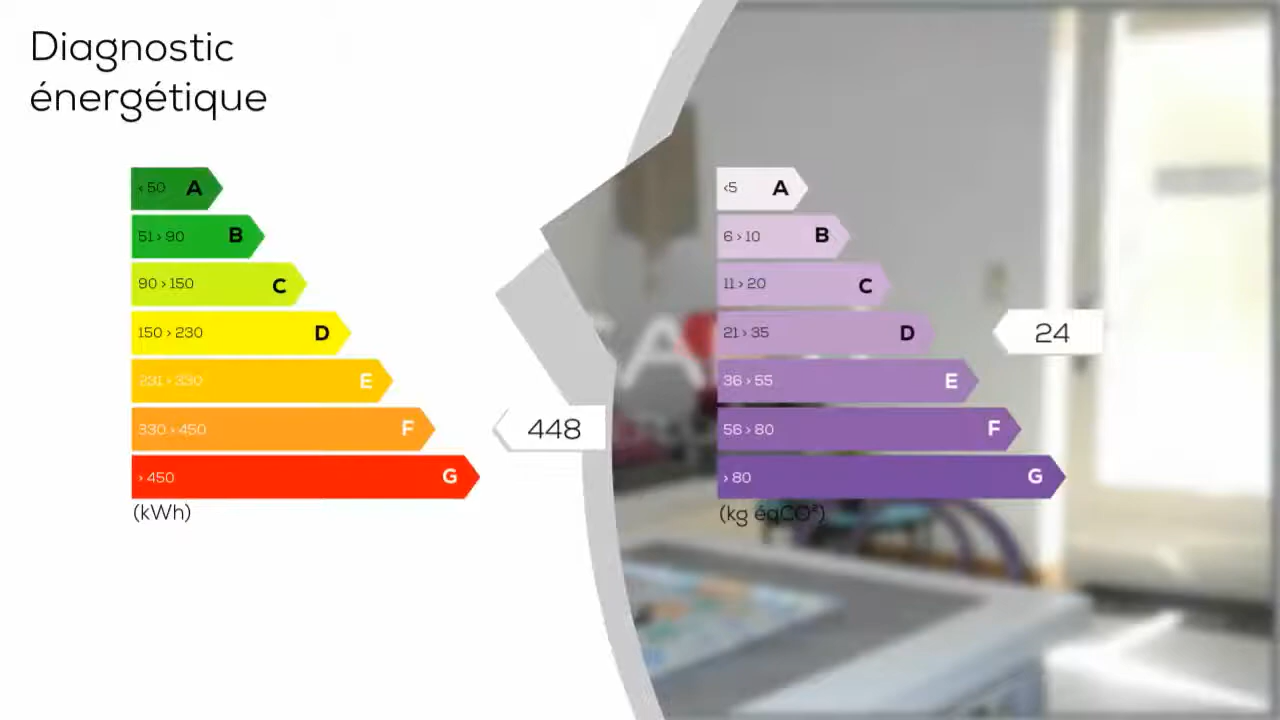 Diagnostic
énergétique
< 50 A
51 > 90 B
90 > 150 C
150 > 230 D
231 > 330 E
330 > 450 F
448
> 450 G
(kWh)
<5 A
6 > 10 B
11 > 20 C
21 > 35 D
24
36 > 55 E
56 > 80 F
> 80 G
(kg éqCO²)